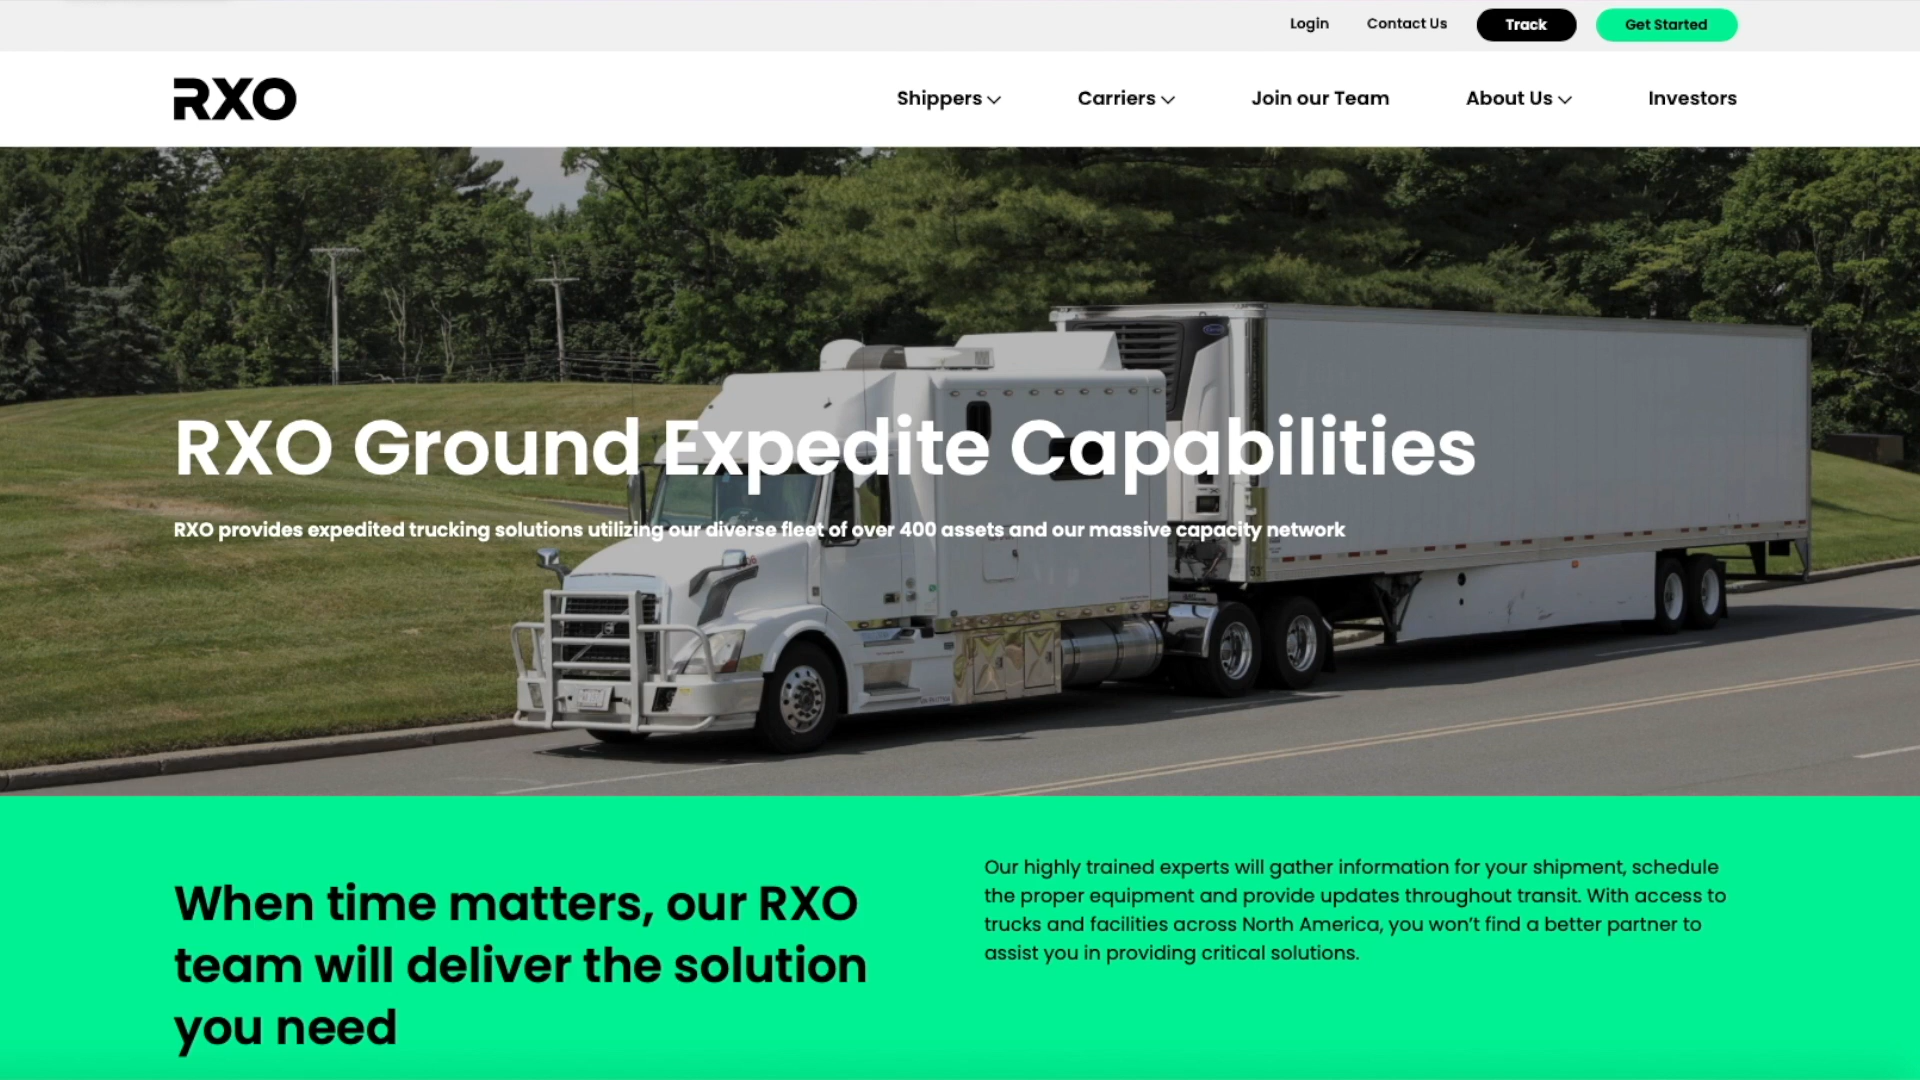 Login Contact Us Track Get Started
RXO Shippers Carriers Join our Team About Us Investors
RXO Ground Expedite Capabilities
RXO provides expedited trucking solutions utilizing our diverse fleet of over 400 assets and our massive capacity network
53'
When time matters, our RXO
team will deliver the solution
you need
Our highly trained experts will gather information for your shipment, schedule
the proper equipment and provide updates throughout transit. With access to
trucks and facilities across North America, you won’t find a better partner to
assist you in providing critical solutions.